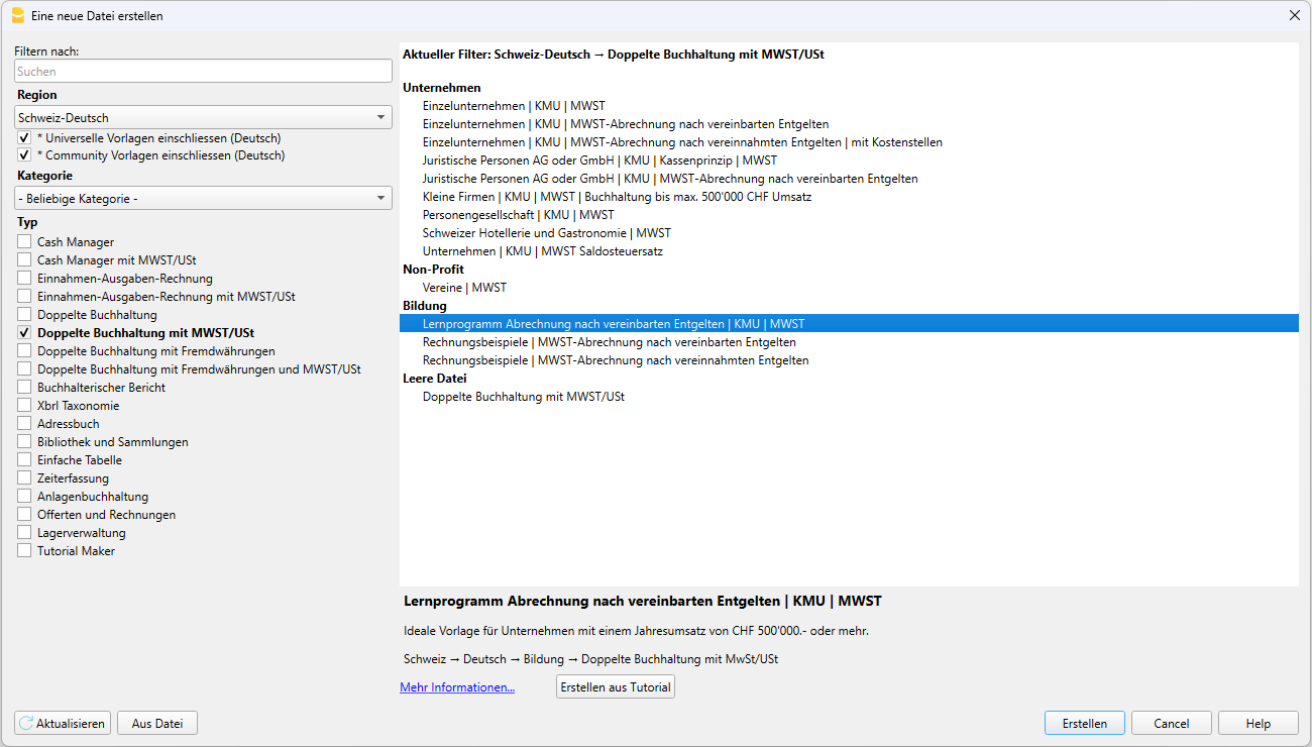 Eine neue Datei erstellen
Filtern nach:
Suchen
Region
Schweiz-Deutsch
* Universelle Vorlagen einschliessen (Deutsch)
* Community Vorlagen einschliessen (Deutsch)
Kategorie
- Beliebige Kategorie -
Typ
Cash Manager
Cash Manager mit MWST/USt
Einnahmen-Ausgaben-Rechnung
Einnahmen-Ausgaben-Rechnung mit MWST/USt
Doppelte Buchhaltung
Doppelte Buchhaltung mit MWST/USt
Doppelte Buchhaltung mit Fremdwährungen
Doppelte Buchhaltung mit Fremdwährungen und MWST/USt
Buchhalterischer Bericht
Xbrl Taxonomie
Adressbuch
Bibliothek und Sammlungen
Einfache Tabelle
Zeiterfassung
Anlagenbuchhaltung
Offerten und Rechnungen
Lagerverwaltung
Tutorial Maker
Aktueller Filter: Schweiz-Deutsch → Doppelte Buchhaltung mit MWST/USt
Unternehmen
Einzelunternehmen | KMU | MWST
Einzelunternehmen | KMU | MWST-Abrechnung nach vereinbarten Entgelten
Einzelunternehmen | KMU | MWST-Abrechnung nach vereinnahmten Entgelten | mit Kostenstellen
Juristische Personen AG oder GmbH | KMU | Kassenprinzip | MWST
Juristische Personen AG oder GmbH | KMU | MWST-Abrechnung nach vereinbarten Entgelten
Kleine Firmen | KMU | MWST | Buchhaltung bis max. 500'000 CHF Umsatz
Personengesellschaft | KMU | MWST
Schweizer Hotellerie und Gastronomie | MWST
Unternehmen | KMU | MWST Saldosteuersatz
Non-Profit
Vereine | MWST
Bildung
Lernprogramm Abrechnung nach vereinbarten Entgelten | KMU | MWST
Rechnungsbeispiele | MWST-Abrechnung nach vereinbarten Entgelten
Rechnungsbeispiele | MWST-Abrechnung nach vereinnahmten Entgelten
Leere Datei
Doppelte Buchhaltung mit MWST/USt
Lernprogramm Abrechnung nach vereinbarten Entgelten | KMU | MWST
Ideale Vorlage für Unternehmen mit einem Jahresumsatz von CHF 500'000.- oder mehr.
Schweiz → Deutsch → Bildung → Doppelte Buchhaltung mit MwSt/USt
Mehr Informationen... Erstellen aus Tutorial
Aktualisieren Aus Datei Erstellen Cancel Help